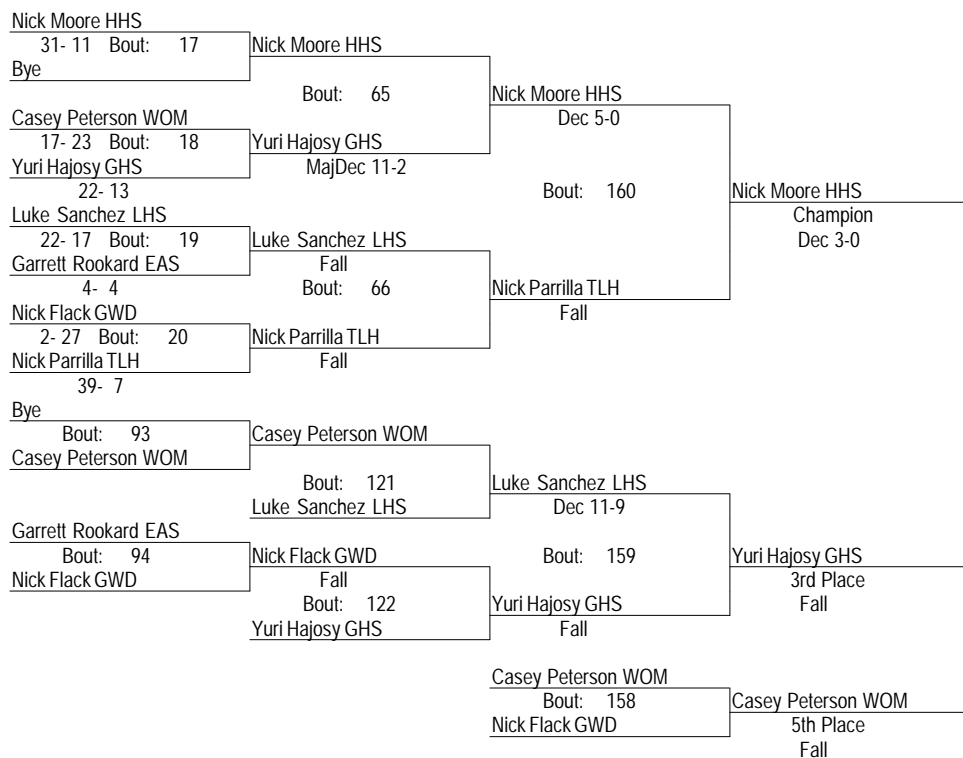 Nick Moore HHS
31- 11 Bout: 17
Bye
Nick Moore HHS
Bout: 65
Casey Peterson WOM
17- 23 Bout: 18
Yuri Hajosy GHS
22- 13
Yuri Hajosy GHS
MajDec 11-2
Nick Moore HHS
Dec 5-0
Bout: 160
Luke Sanchez LHS
22- 17 Bout: 19
Garrett Rookard EAS
4- 4
Luke Sanchez LHS
Fall
Bout: 66
Nick Flack GWD
2- 27 Bout: 20
Nick Parrilla TLH
39- 7
Nick Parrilla TLH
Fall
Nick Parrilla TLH
Fall
Nick Moore HHS
Champion
Dec 3-0
Bye
Bout: 93
Casey Peterson WOM
Casey Peterson WOM
Bout: 121
Luke Sanchez LHS
Luke Sanchez LHS
Dec 11-9
Garrett Rookard EAS
Bout: 94
Nick Flack GWD
Nick Flack GWD
Fall
Bout: 122
Yuri Hajosy GHS
Bout: 159
Yuri Hajosy GHS
Fall
Yuri Hajosy GHS
3rd Place
Fall
Casey Peterson WOM
Bout: 158
Nick Flack GWD
Casey Peterson WOM
5th Place
Fall